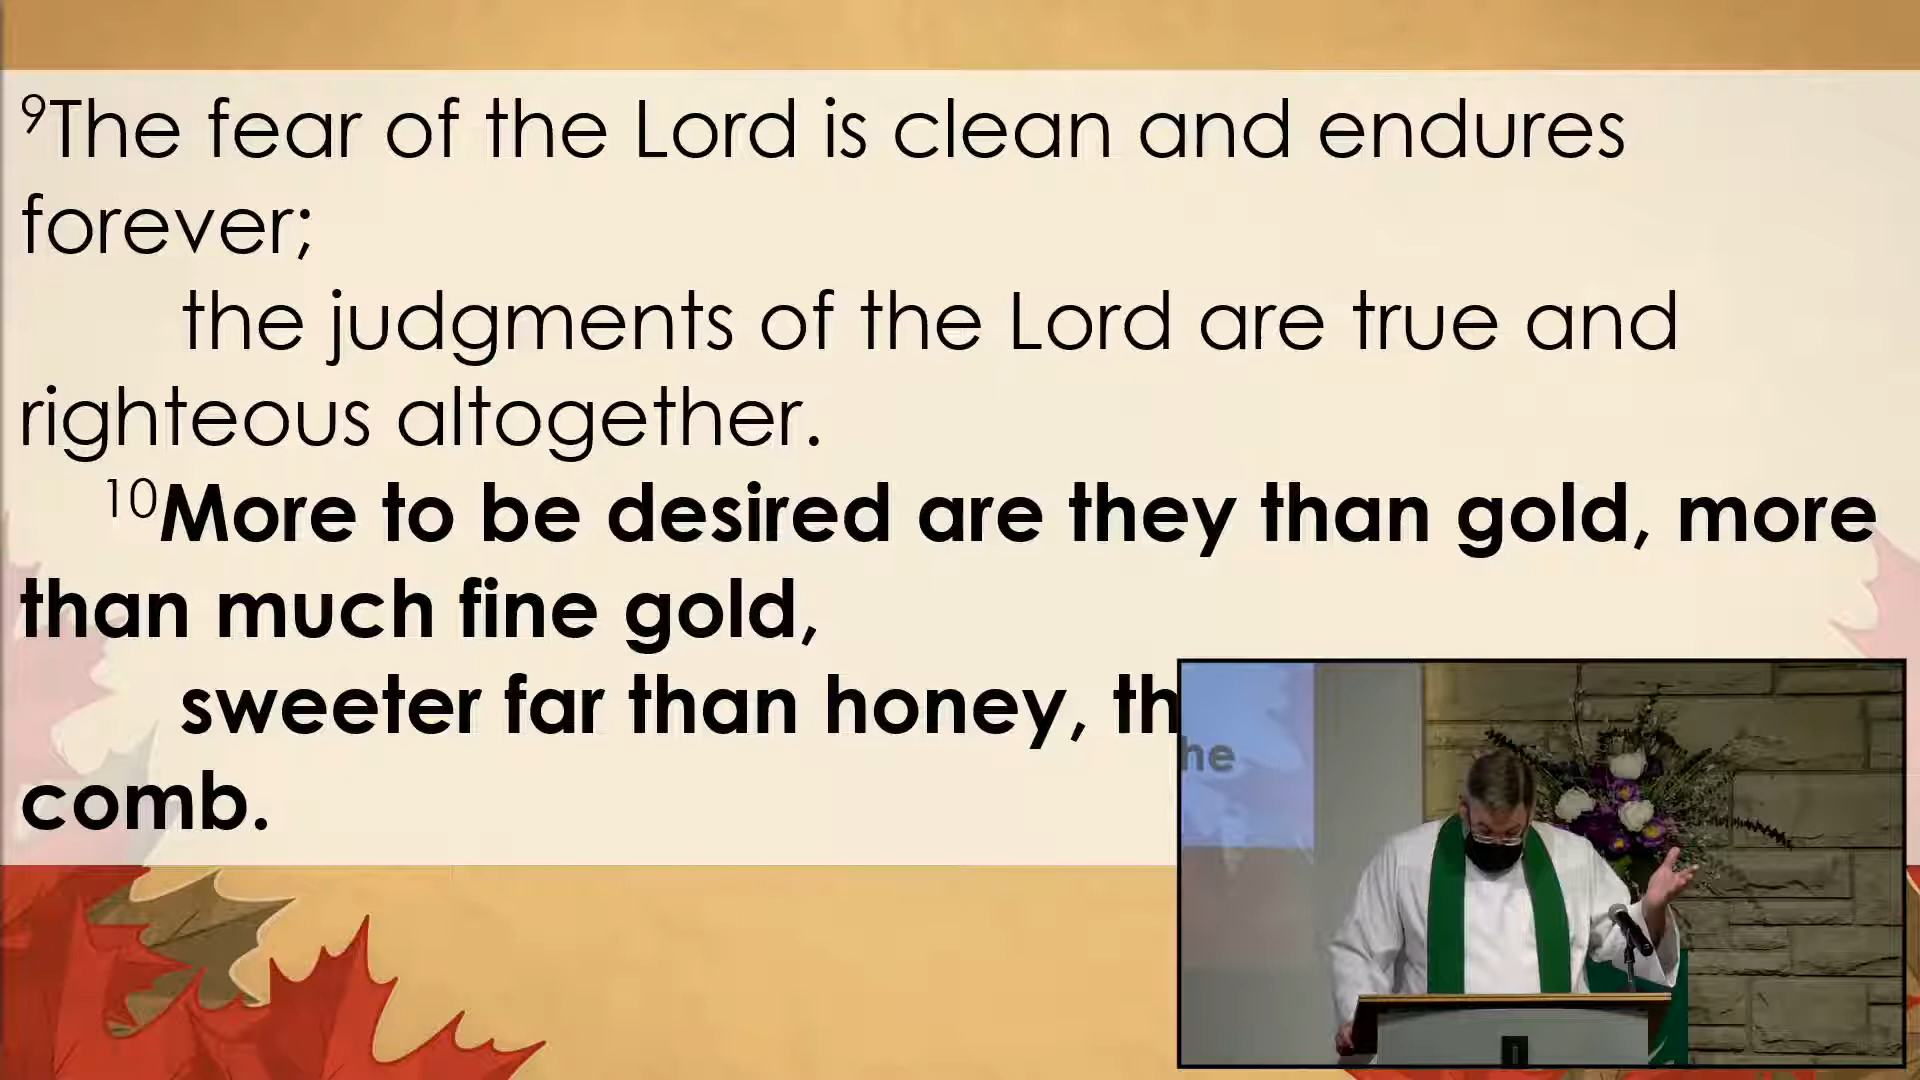 9The fear of the Lord is clean and endures
forever;
the judgments of the Lord are true and
righteous altogether.
10More to be desired are they than gold, more
than much fine gold,
sweeter far than honey, th
comb.
he